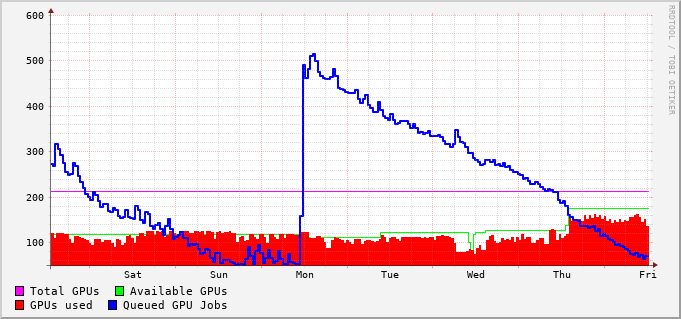 600
500
400
300
200
100
Sat Sun Mon Tue Wed Thu Fri
Total GPUs Available GPUs
GPUs used Queued GPU Jobs
RRDTOOL / TOBI OETIKER